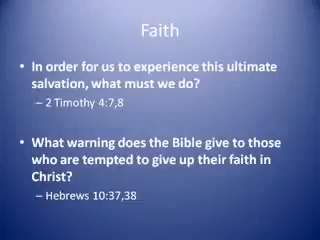 Faith
• In order for us to experience this ultimate
salvation, what must we do?
– 2 Timothy 4:7,8
• What warning does the Bible give to those
who are tempted to give up their faith in
Christ?
– Hebrews 10:37,38